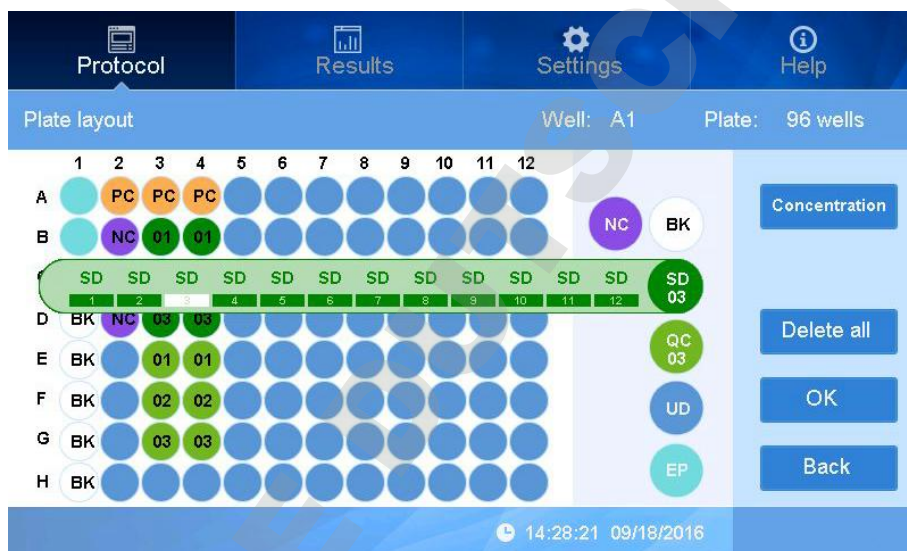 Protocol Results Settings Help
Plate layout Well: A1 Plate: 96 wells
1 2 3 4 5 6 7 8 9 10 11 12
A PC PC PC
Concentration
B NC 01 01 NC BK
SD SD SD SD SD SD SD SD SD SD SD SD SD
1 2 3 4 5 6 7 8 9 10 11 12 03
D BK NC 03 03 Delete all
E BK 01 01 QC
03
F BK 02 02 UD OK
G BK 03 03
H BK EP Back
14:28:21 09/18/2016